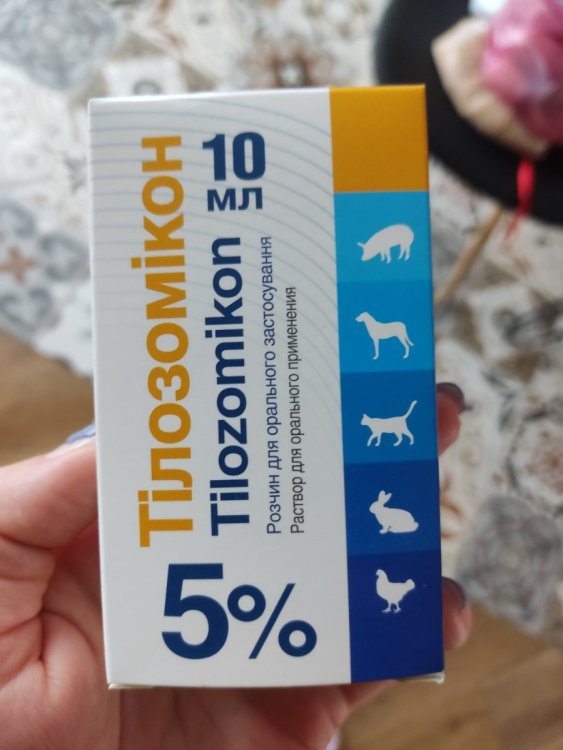 Тілозомікон
10
мл
Tilozomikon
Розчин для орального застосування
Раствор для орального применения
5%